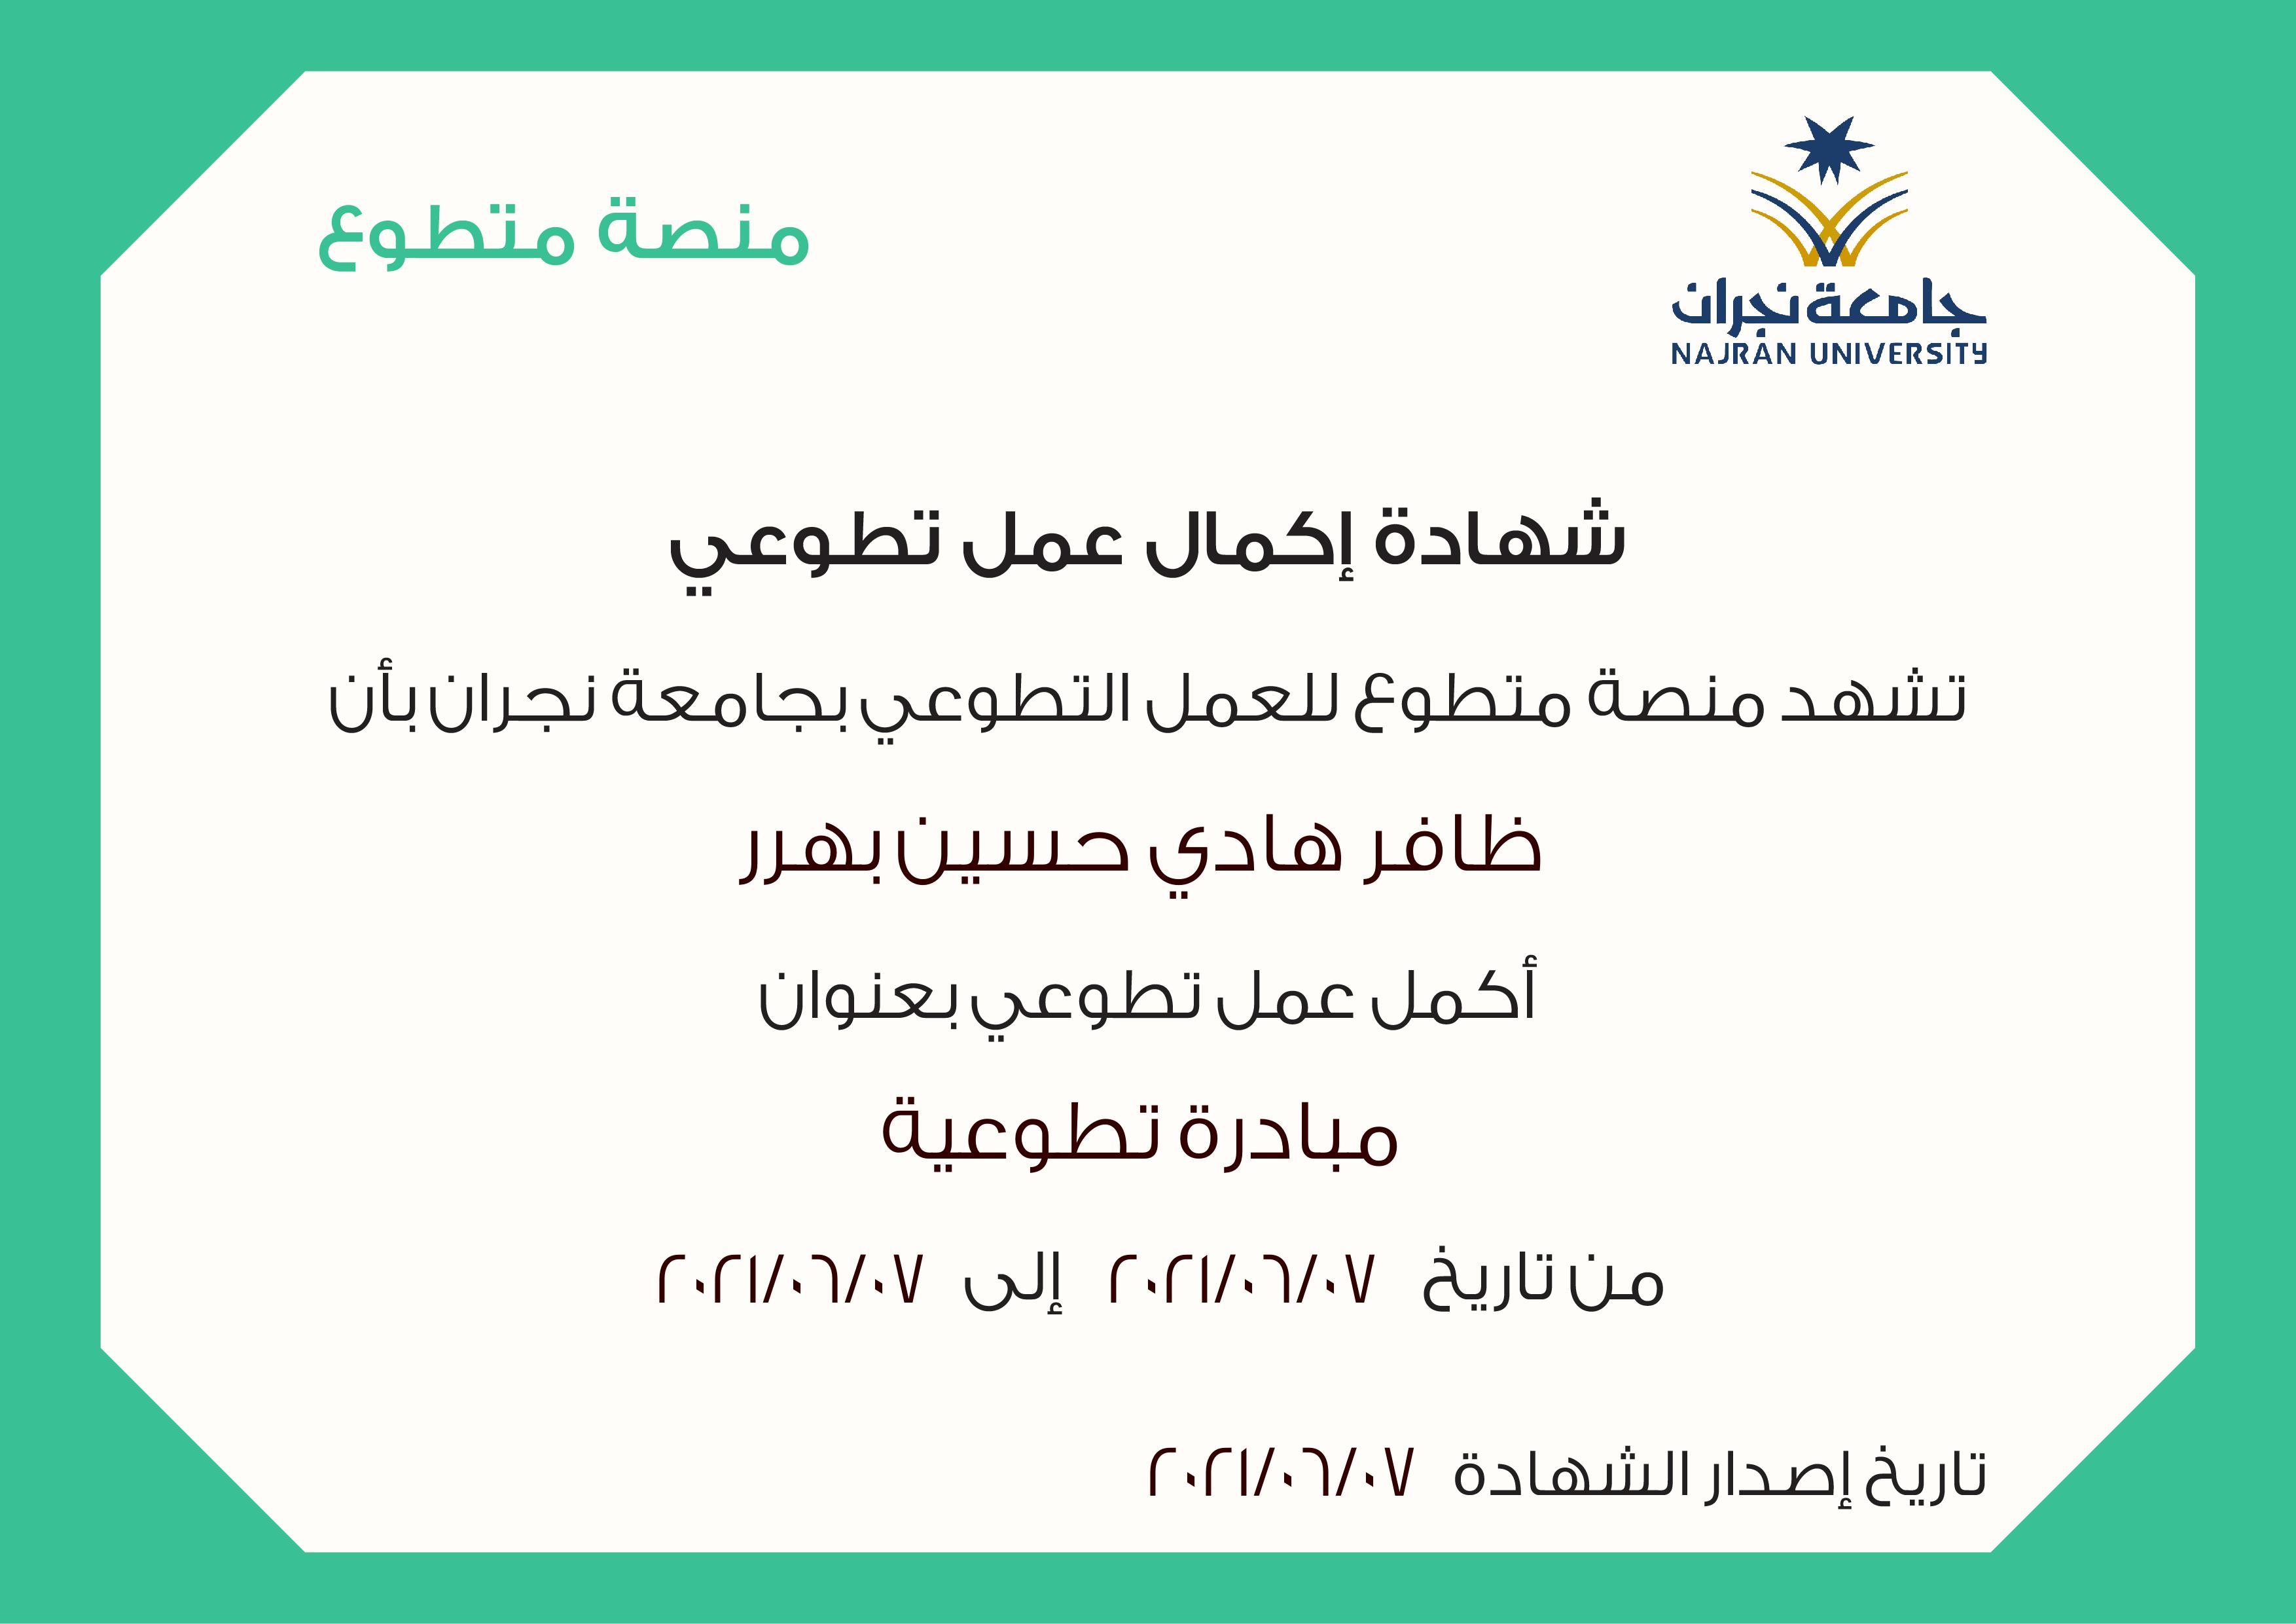 جامعة نجران
NAJRAN UNIVERSITY
منصة متطوع
شهادة إكمال عمل تطوعي
تشهد منصة متطوع للعمل التطوعي بجامعة نجران بأن
ظافر هادي حسين بهرر
أكمل عمل تطوعي بعنوان
مبادرة تطوعية
من تاريخ ٢٠٢١/٠٦/٠٧ إلى ٢٠٢١/٠٦/٠٧
تاريخ إصدار الشهادة ٢٠٢١/٠٦/٠٧